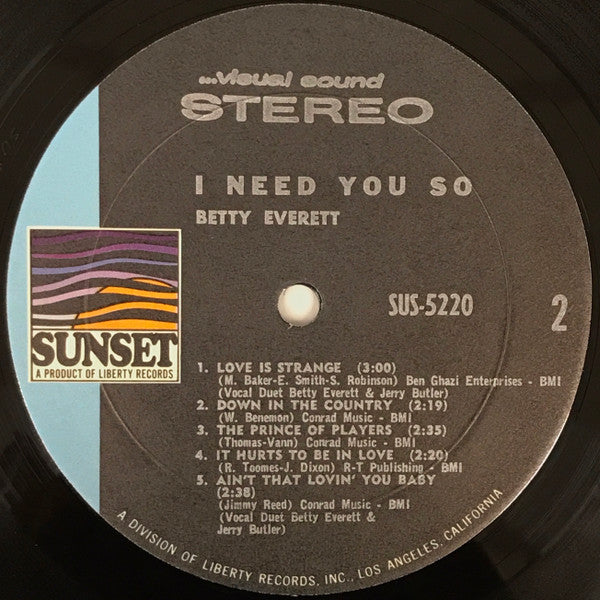 ...visual sound
STEREO
I NEED YOU SO
BETTY EVERETT
SUS-5220
2
SUNSET
A PRODUCT OF LIBERTY RECORDS
1. LOVE IS STRANGE (3:00)
(M. Baker-E. Smith-S. Robinson) Ben Ghazi Enterprises - BMI
(Vocal Duet Betty Everett & Jerry Butler)
2. DOWN IN THE COUNTRY (2:19)
(W. Benemon) Conrad Music - BMI
3. THE PRINCE OF PLAYERS (2:35)
(Thomas-Vann) Conrad Music - BMI
4. IT HURTS TO BE IN LOVE (2:20)
(R. Toomes-J. Dixon) R-T Publishing - BMI
5. AIN'T THAT LOVIN' YOU BABY
(2:38)
(Jimmy Reed) Conrad Music - BMI
(Vocal Duet Betty Everett &
Jerry Butler)
A DIVISION OF LIBERTY RECORDS, INC., LOS ANGELES, CALIFORNIA